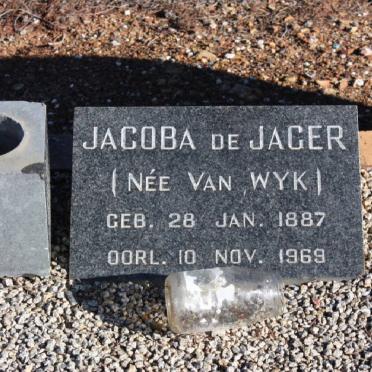 JACOBA DE JAGER
(NÉE VAN WYK)
GEB. 28 JAN. 1887
OORL. 10 NOV. 1969